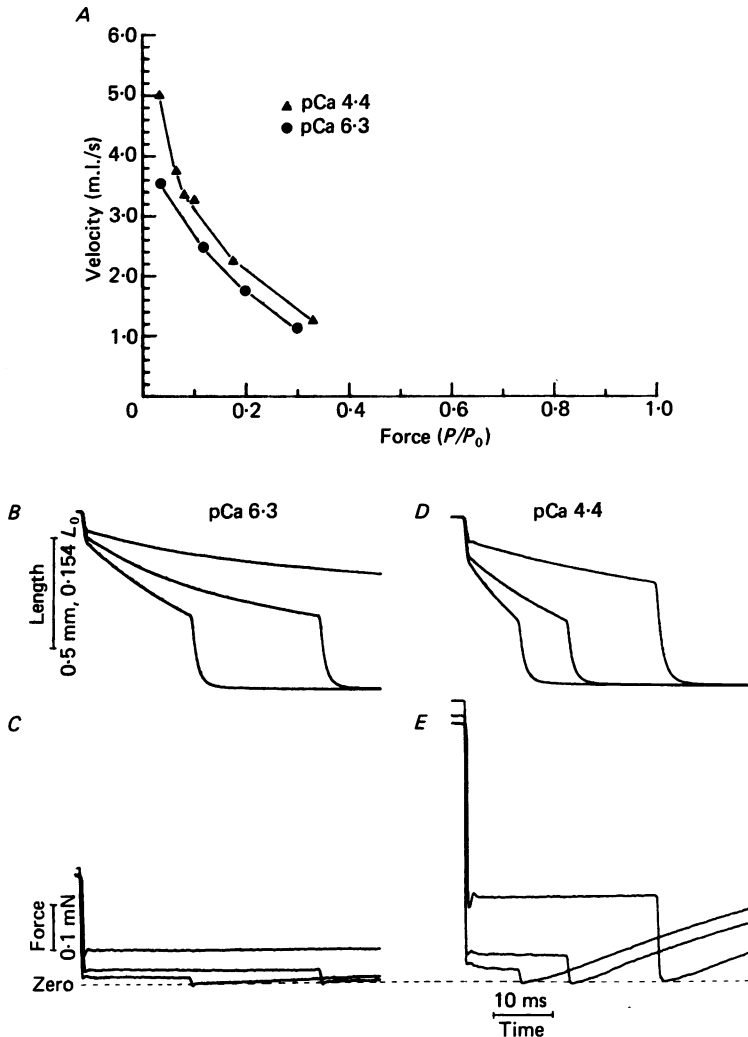 A
6·0
5·0
4·0
3·0
2·0
1·0
Velocity (m.l./s)
▲ pCa 4·4
● pCa 6·3
0
0·2
0·4
0·6
0·8
1·0
Force (P/P₀)
B
pCa 6·3
Length
0·5 mm, 0·154 L₀
D
pCa 4·4
C
Force
0·1 mN
Zero
E
10 ms
Time